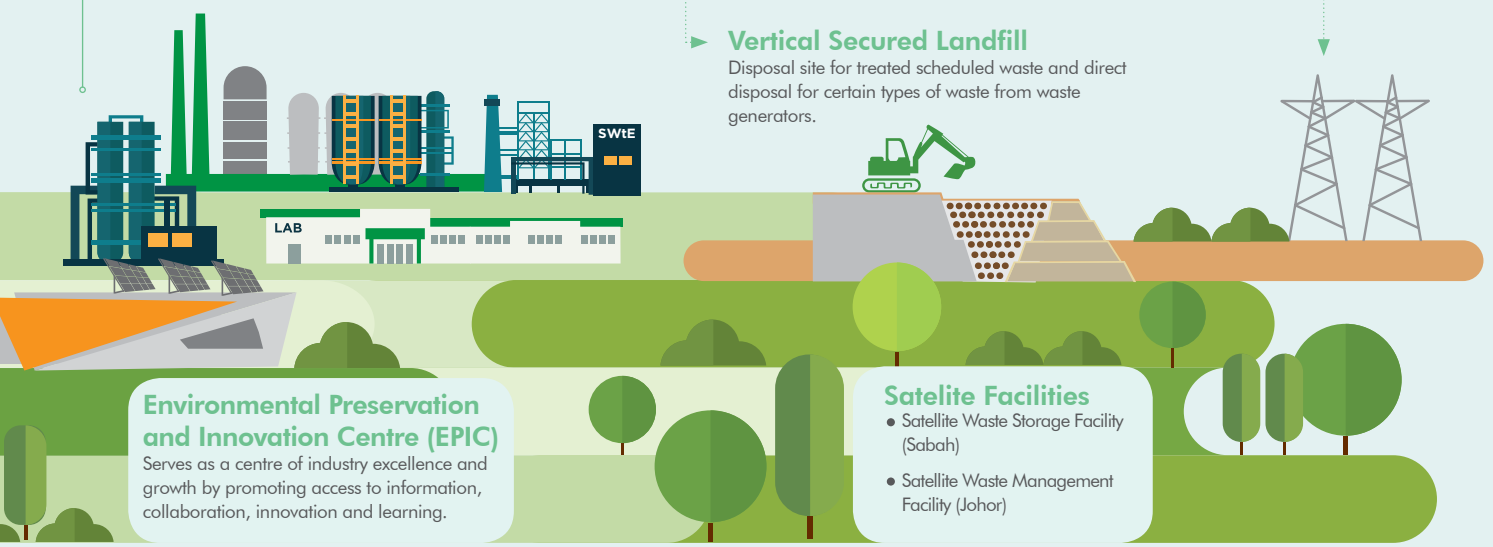 Vertical Secured Landfill
Disposal site for treated scheduled waste and direct
disposal for certain types of waste from waste
generators.
SWtE
LAB
Environmental Preservation
and Innovation Centre (EPIC)
Serves as a centre of industry excellence and
growth by promoting access to information,
collaboration, innovation and learning.
Satelite Facilities
● Satellite Waste Storage Facility
(Sabah)
● Satellite Waste Management
Facility (Johor)